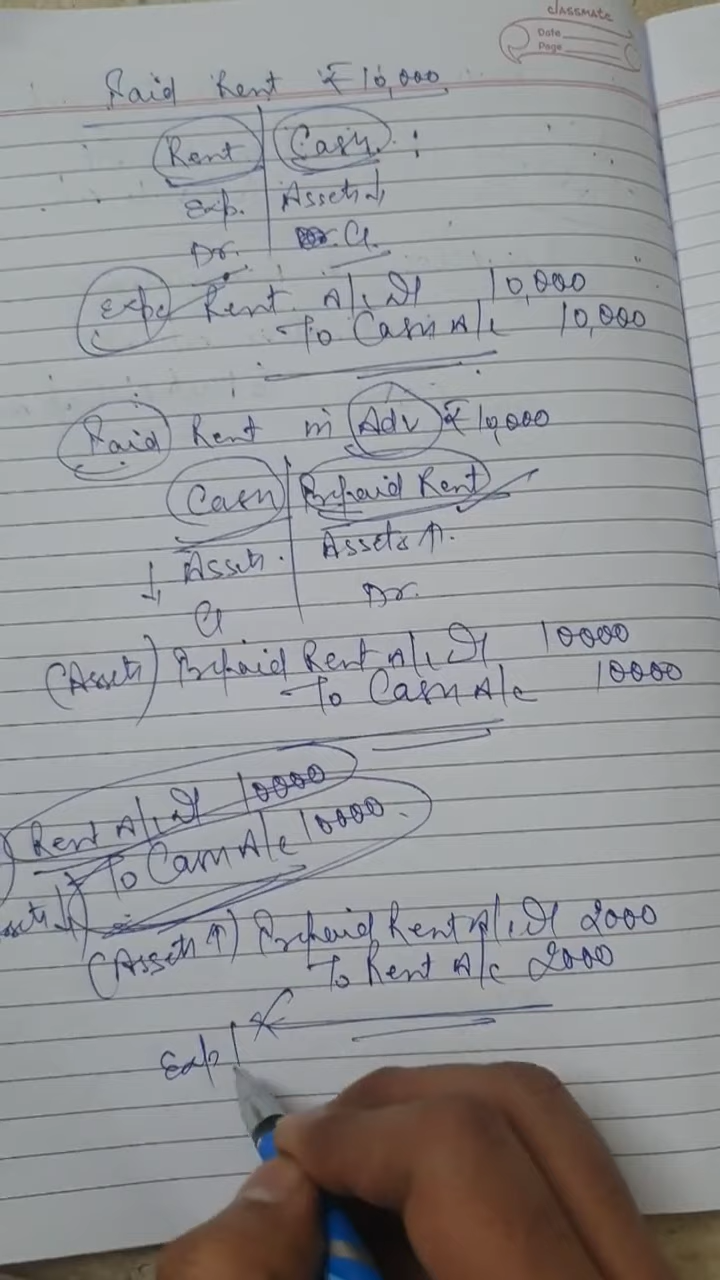 classmate
Date
Page
Paid Rent ₹10,000
Rent Cash :
Exp. Assets↓
Dr. Cr.
Exp Rent A/c Dr 10,000
To Cash A/c 10,000
Paid Rent in Adv ₹10,000
Cash Prepaid Rent
↓ Assets Assets ↑.
Cr Dr.
(Assets) Prepaid Rent A/c Dr 10000
To Cash A/c 10000
Rent A/c Dr 10000
To Cash A/c 10000
(Assets ↑) Prepaid Rent A/c Dr 2000
To Rent A/c 2000
Exp